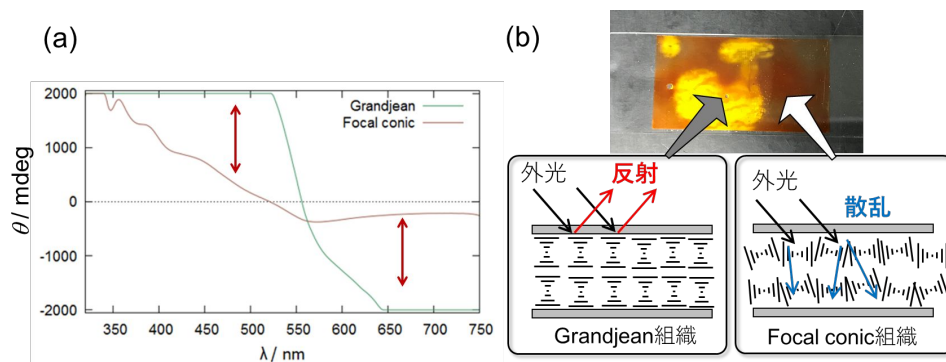 (a)
2000
1000
0
-1000
-2000
θ / mdeg
Grandjean
Focal conic
350 400 450 500 550 600 650 700 750
λ / nm
(b)
外光
反射
Grandjean組織
外光
散乱
Focal conic組織